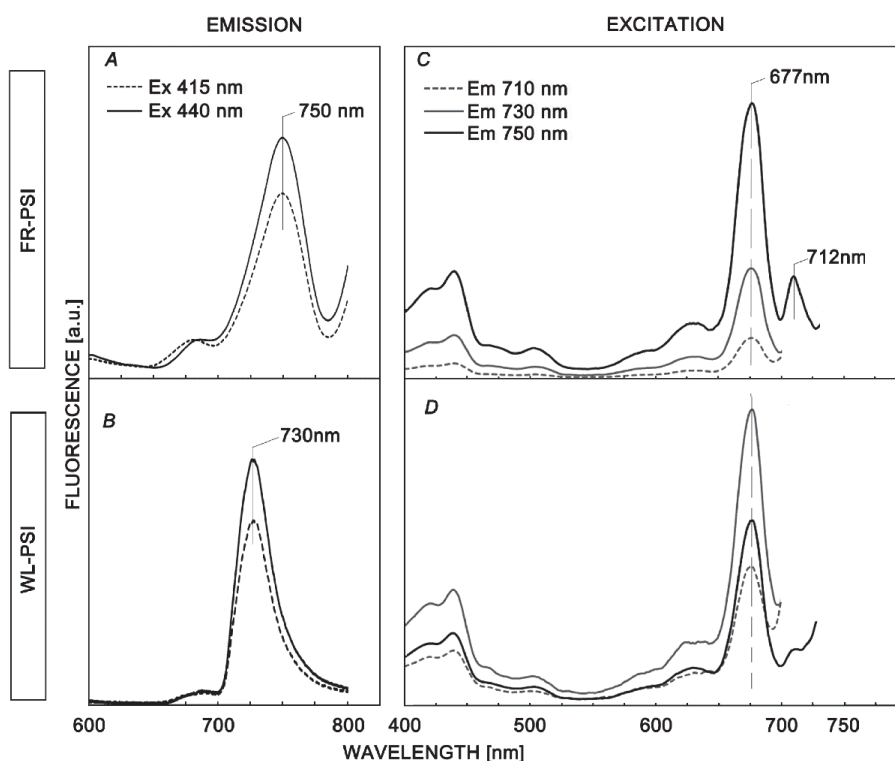 EMISSION
EXCITATION
A
Ex 415 nm
Ex 440 nm
750 nm
C
Em 710 nm
Em 730 nm
Em 750 nm
677nm
712nm
FR-PSI
FLUORESCENCE [a.u.]
B
730nm
D
WL-PSI
600 700 800
400 500 600 700 750
WAVELENGTH [nm]